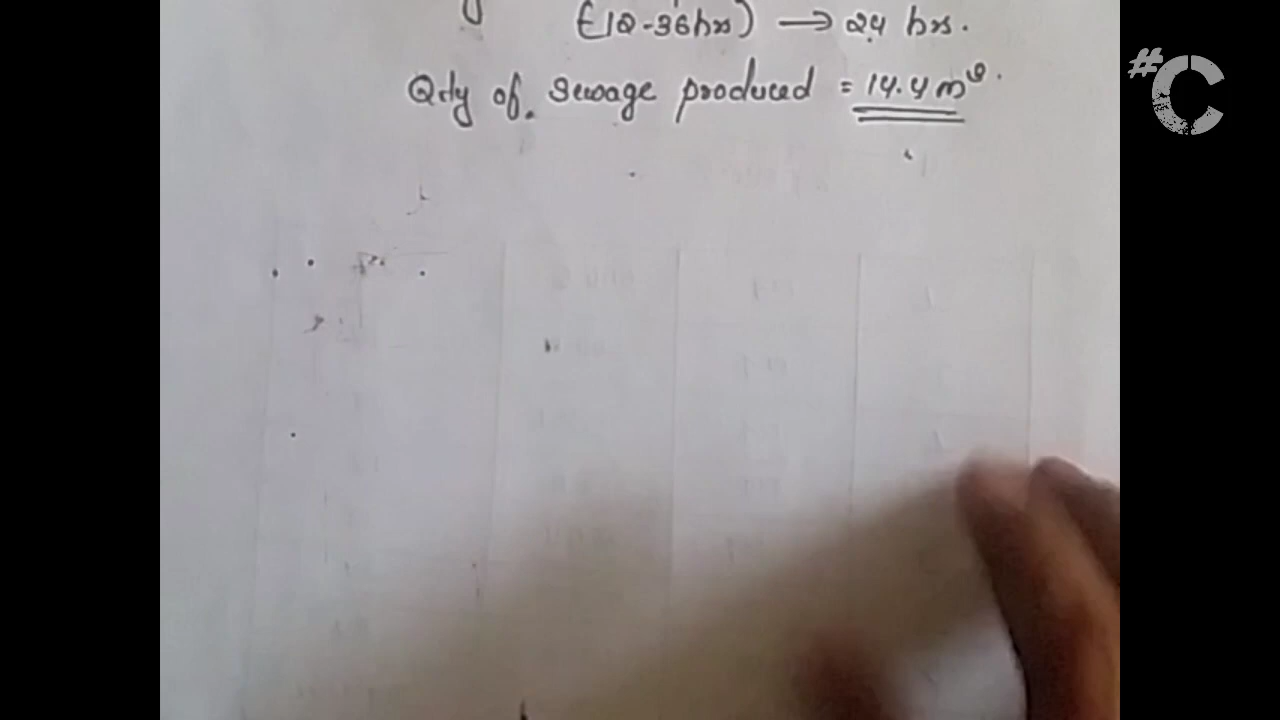 (12-36hrs) → 24 hrs.
Qty of sewage produced = 14.4 m³.
#C